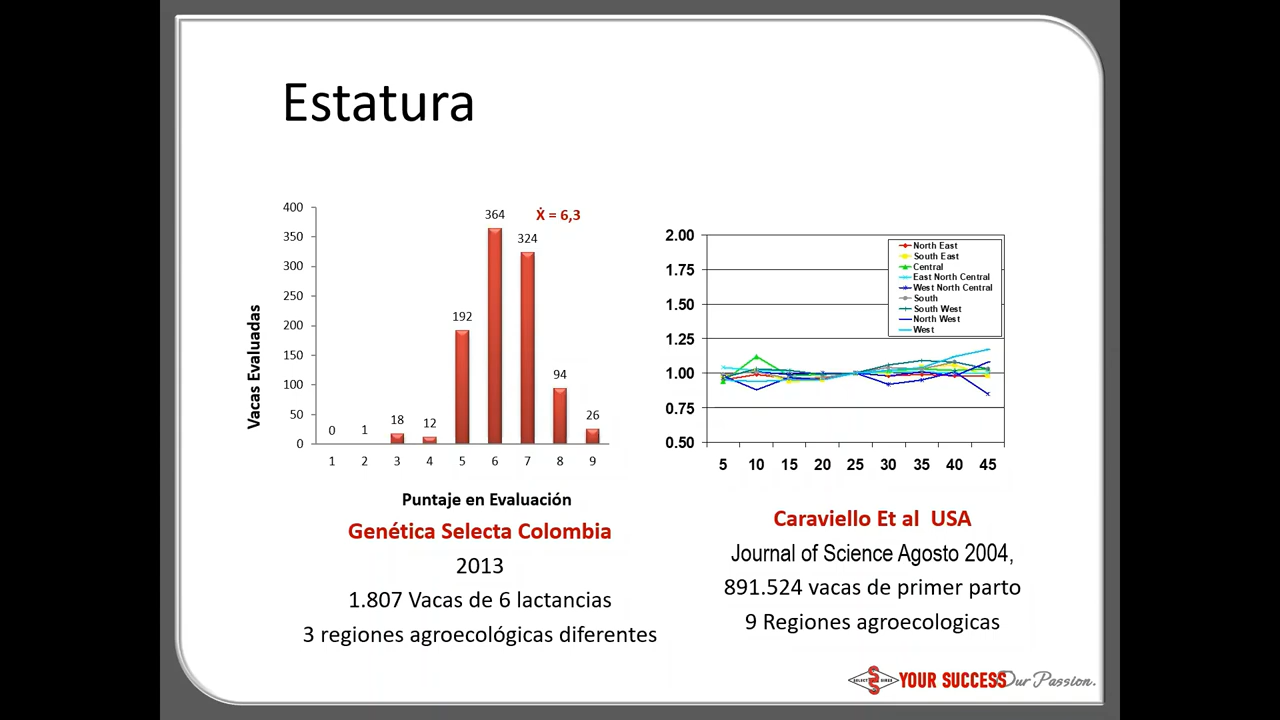 Estatura
Ẋ = 6,3
400
350
300
250
200
150
100
50
0
0
1
18
12
192
364
324
94
26
1 2 3 4 5 6 7 8 9
Vacas Evaluadas
Puntaje en Evaluación
Genética Selecta Colombia
2013
1.807 Vacas de 6 lactancias
3 regiones agroecológicas diferentes
2.00
1.75
1.50
1.25
1.00
0.75
0.50
North East
South East
Central
East North Central
West North Central
South
South West
North West
West
5 10 15 20 25 30 35 40 45
Caraviello Et al USA
Journal of Science Agosto 2004,
891.524 vacas de primer parto
9 Regiones agroecologicas
SELECT SIRES YOUR SUCCESS Our Passion.